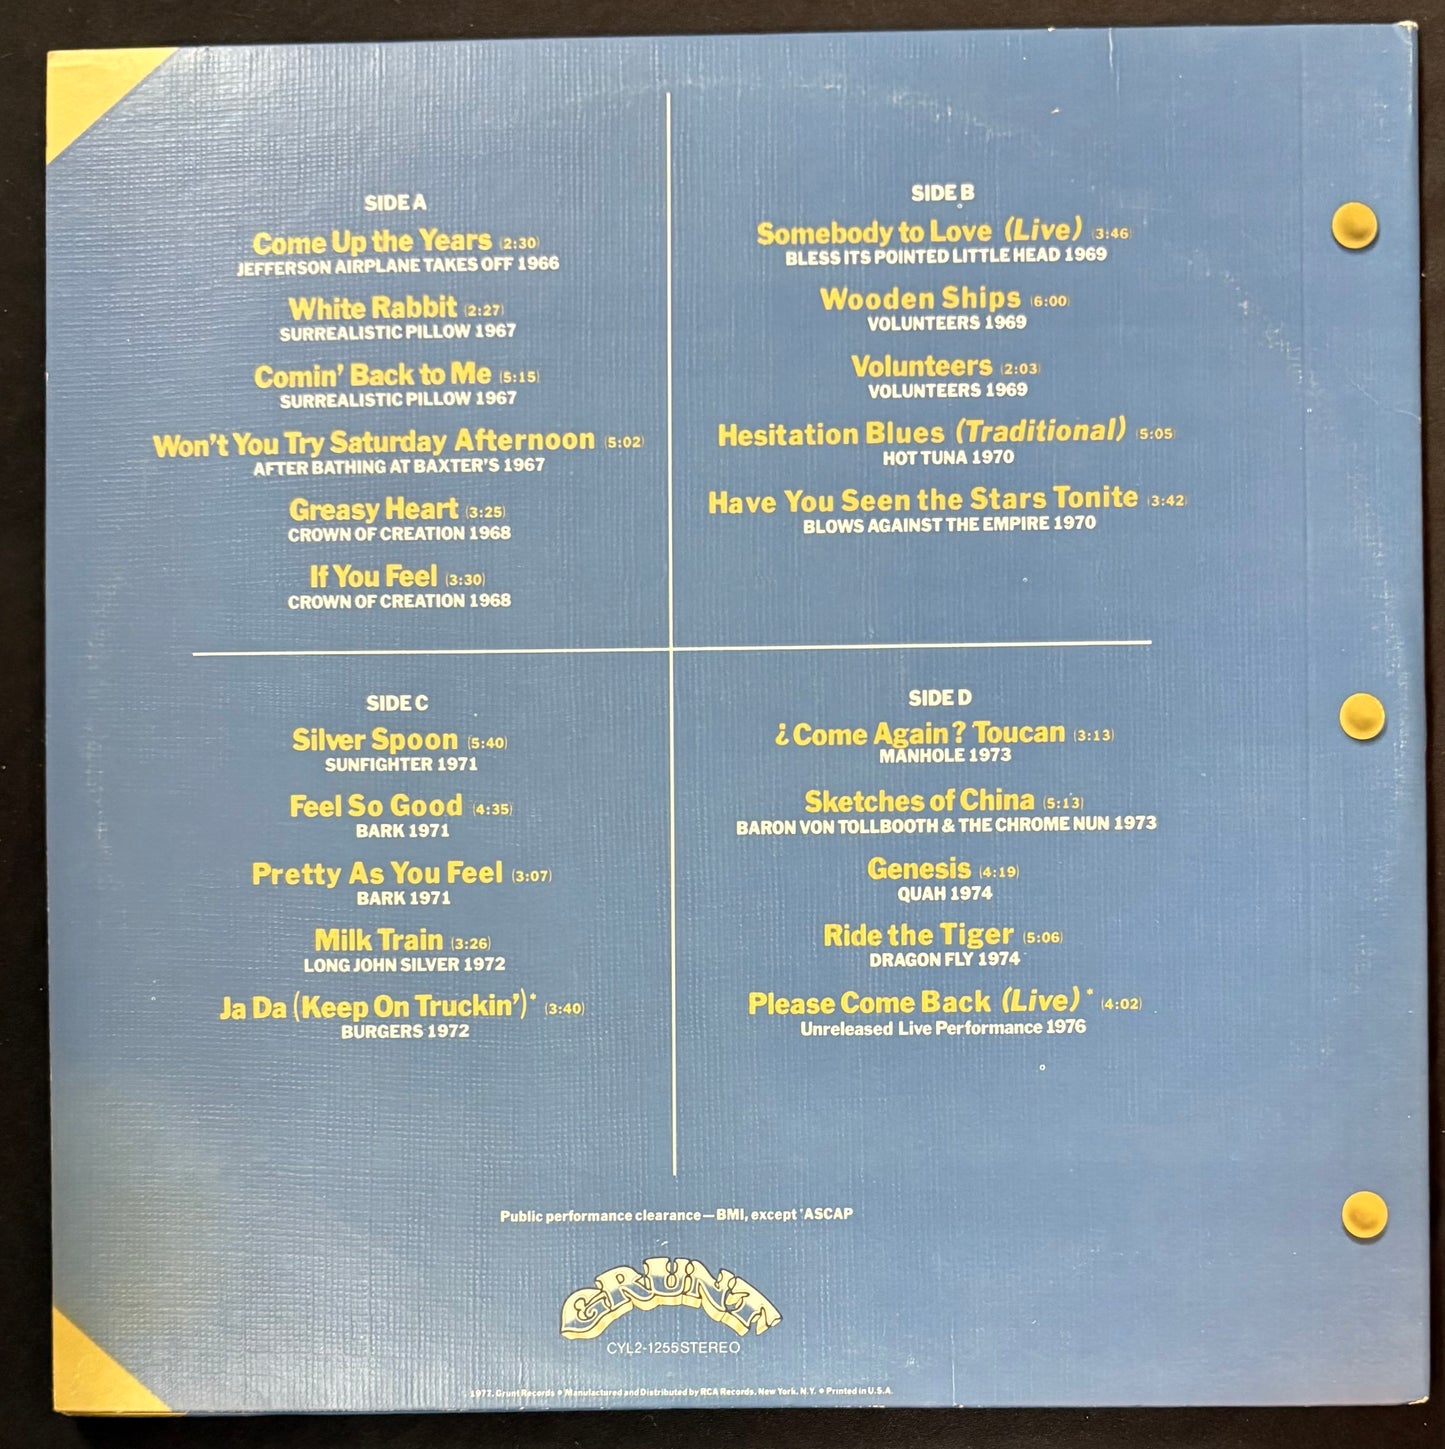 SIDE A
Come Up the Years (2:30)
JEFFERSON AIRPLANE TAKES OFF 1966
White Rabbit (2:27)
SURREALISTIC PILLOW 1967
Comin' Back to Me (5:15)
SURREALISTIC PILLOW 1967
Won't You Try Saturday Afternoon (5:02)
AFTER BATHING AT BAXTER'S 1967
Greasy Heart (3:25)
CROWN OF CREATION 1968
If You Feel (3:30)
CROWN OF CREATION 1968
SIDE B
Somebody to Love (Live) (3:46)
BLESS ITS POINTED LITTLE HEAD 1969
Wooden Ships (6:00)
VOLUNTEERS 1969
Volunteers (2:03)
VOLUNTEERS 1969
Hesitation Blues (Traditional) (5:05)
HOT TUNA 1970
Have You Seen the Stars Tonite (3:42)
BLOWS AGAINST THE EMPIRE 1970
SIDE C
Silver Spoon (5:40)
SUNFIGHTER 1971
Feel So Good (4:35)
BARK 1971
Pretty As You Feel (3:07)
BARK 1971
Milk Train (3:26)
LONG JOHN SILVER 1972
Ja Da (Keep On Truckin')* (3:40)
BURGERS 1972
SIDE D
¿Come Again? Toucan (3:13)
MANHOLE 1973
Sketches of China (5:13)
BARON VON TOLLBOOTH & THE CHROME NUN 1973
Genesis (4:19)
QUAH 1974
Ride the Tiger (5:06)
DRAGON FLY 1974
Please Come Back (Live)* (4:02)
Unreleased Live Performance 1976
Public performance clearance—BMI, except *ASCAP
GRUNT
CYL2-1255 STEREO
1977, Grunt Records • Manufactured and Distributed by RCA Records, New York, N.Y. • Printed in U.S.A.